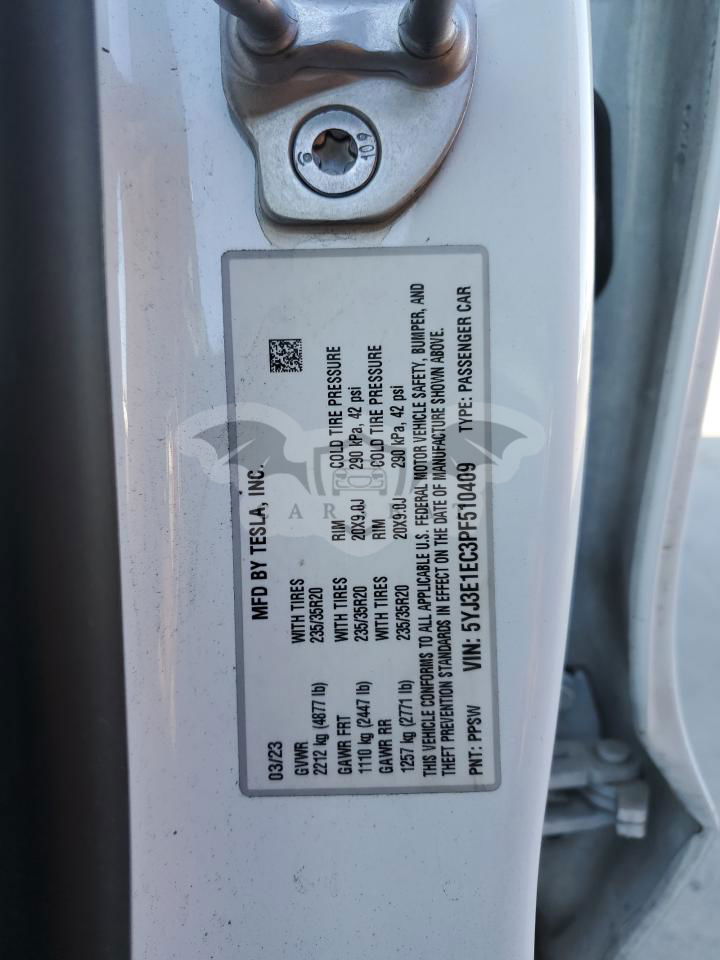 6
10.9
MFD BY TESLA, INC.
03/23
GVWR WITH TIRES RIM COLD TIRE PRESSURE
2212 kg (4877 lb) 235/35R20 20X9.0J 290 kPa, 42 psi
GAWR FRT WITH TIRES RIM COLD TIRE PRESSURE
1110 kg (2447 lb) 235/35R20
GAWR RR WITH TIRES
1257 kg (2771 lb) 235/35R20 20X9.0J 290 kPa, 42 psi
THIS VEHICLE CONFORMS TO ALL APPLICABLE U.S. FEDERAL MOTOR VEHICLE SAFETY, BUMPER, AND
THEFT PREVENTION STANDARDS IN EFFECT ON THE DATE OF MANUFACTURE SHOWN ABOVE.
PNT: PPSW VIN: 5YJ3E1EC3PF510409 TYPE: PASSENGER CAR